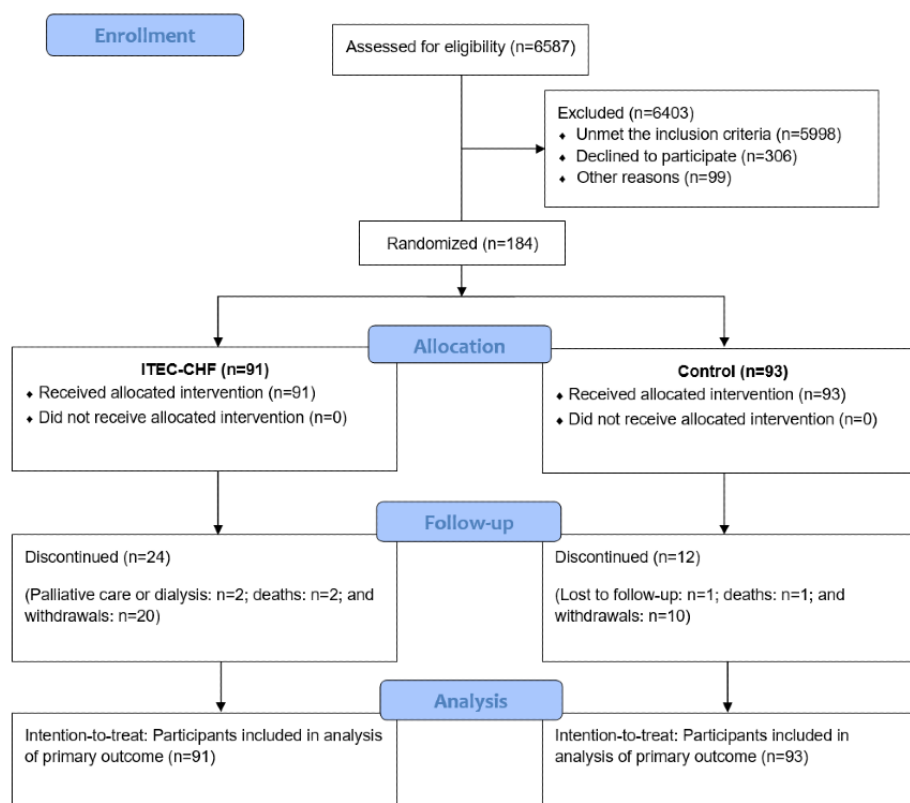 Enrollment
Assessed for eligibility (n=6587)
Excluded (n=6403)
⬧ Unmet the inclusion criteria (n=5998)
⬧ Declined to participate (n=306)
⬧ Other reasons (n=99)
Randomized (n=184)
Allocation
ITEC-CHF (n=91)
⬧ Received allocated intervention (n=91)
⬧ Did not receive allocated intervention (n=0)
Control (n=93)
⬧ Received allocated intervention (n=93)
⬧ Did not receive allocated intervention (n=0)
Follow-up
Discontinued (n=24)
(Palliative care or dialysis: n=2; deaths: n=2; and
withdrawals: n=20)
Discontinued (n=12)
(Lost to follow-up: n=1; deaths: n=1; and
withdrawals: n=10)
Analysis
Intention-to-treat: Participants included in analysis
of primary outcome (n=91)
Intention-to-treat: Participants included in
analysis of primary outcome (n=93)